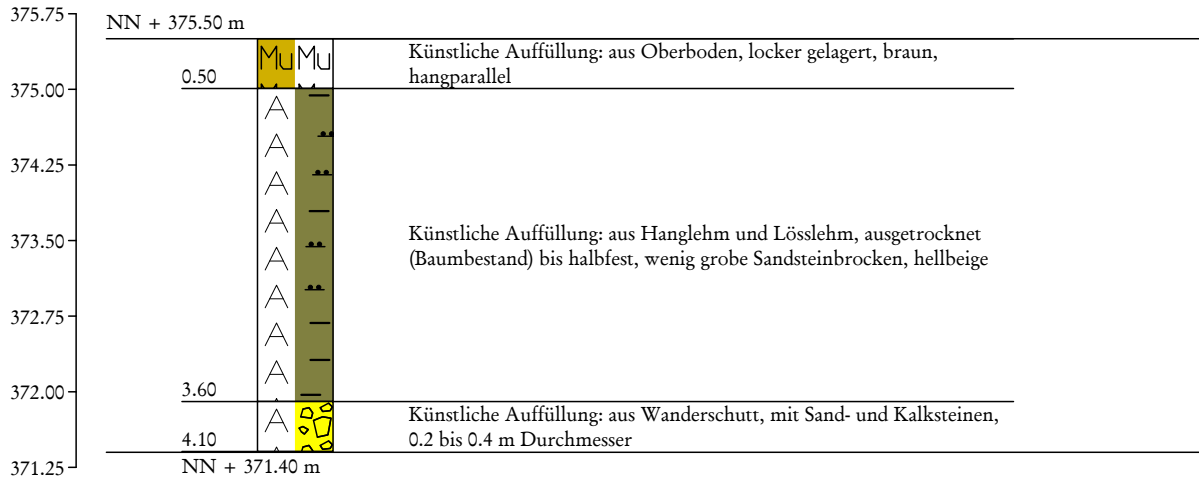 375.75
NN + 375.50 m
Mu Mu
Künstliche Auffüllung: aus Oberboden, locker gelagert, braun,
hangparallel
0.50
375.00
A
A
374.25
A
A
373.50
A
A
Künstliche Auffüllung: aus Hanglehm und Lösslehm, ausgetrocknet
(Baumbestand) bis halbfest, wenig grobe Sandsteinbrocken, hellbeige
372.75
A
A
372.00
3.60
A
Künstliche Auffüllung: aus Wanderschutt, mit Sand- und Kalksteinen,
0.2 bis 0.4 m Durchmesser
4.10
371.25
NN + 371.40 m